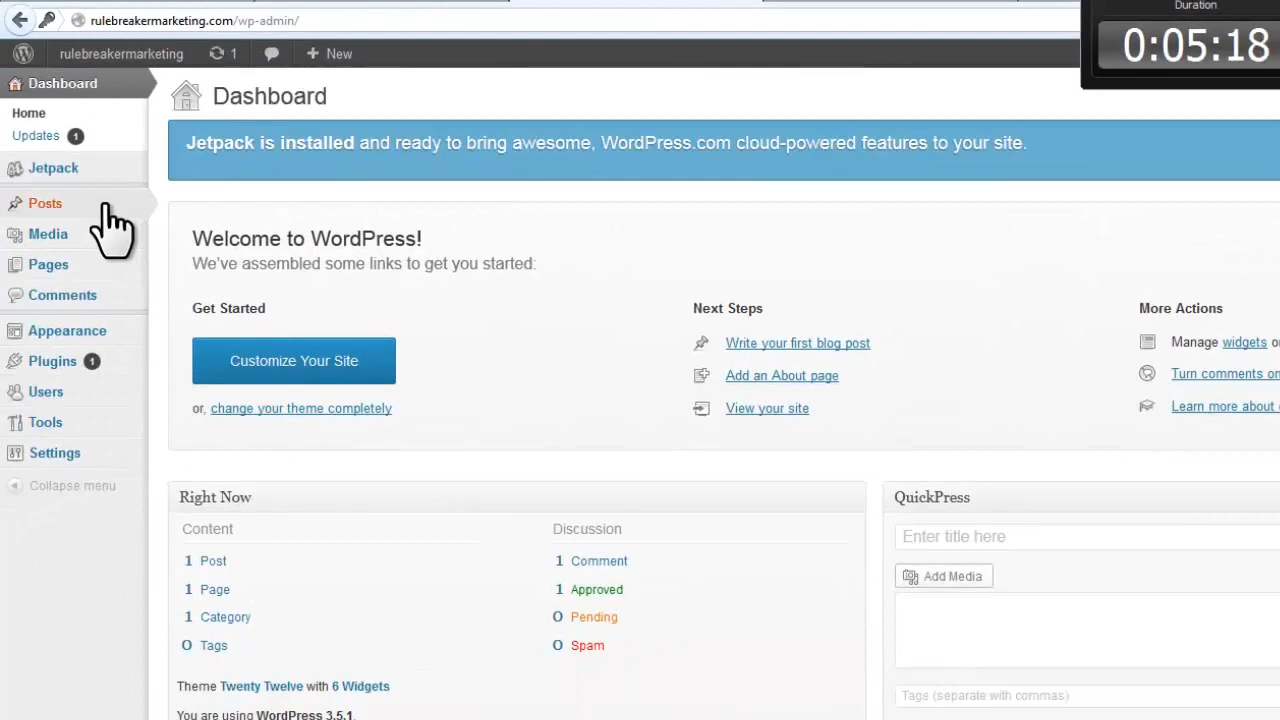 Duration
0:05:18
rulebreakermarketing.com/wp-admin/
rulebreakermarketing 1 New
Dashboard
Home
Updates 1
Jetpack
Posts
Media
Pages
Comments
Appearance
Plugins 1
Users
Tools
Settings
Collapse menu
Dashboard
Jetpack is installed and ready to bring awesome, WordPress.com cloud-powered features to your site.
Welcome to WordPress!
We've assembled some links to get you started:
Get Started
Customize Your Site
or, change your theme completely
Next Steps
Write your first blog post
Add an About page
View your site
More Actions
Manage widgets or
Turn comments on
Learn more about
Right Now
Content
1 Post
1 Page
1 Category
0 Tags
Discussion
1 Comment
1 Approved
0 Pending
0 Spam
Theme Twenty Twelve with 6 Widgets
You are using WordPress 3.5.1.
QuickPress
Enter title here
Add Media
Tags (separate with commas)